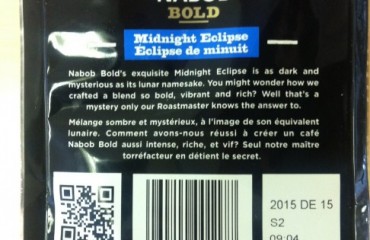 NABOB
BOLD
Midnight Eclipse
Éclipse de minuit
Nabob Bold's exquisite Midnight Eclipse is as dark and
mysterious as its lunar namesake. You might wonder how we
crafted a blend so bold, vibrant and rich? Well that's a
mystery only our Roastmaster knows the answer to.
Mélange sombre et mystérieux, à l'image de son équivalent
lunaire. Comment avons-nous réussi à créer un café
Nabob Bold aussi intense, riche, et vif? Seul notre maître
torréfacteur en détient le secret.
2015 DE 15
S2
09:04